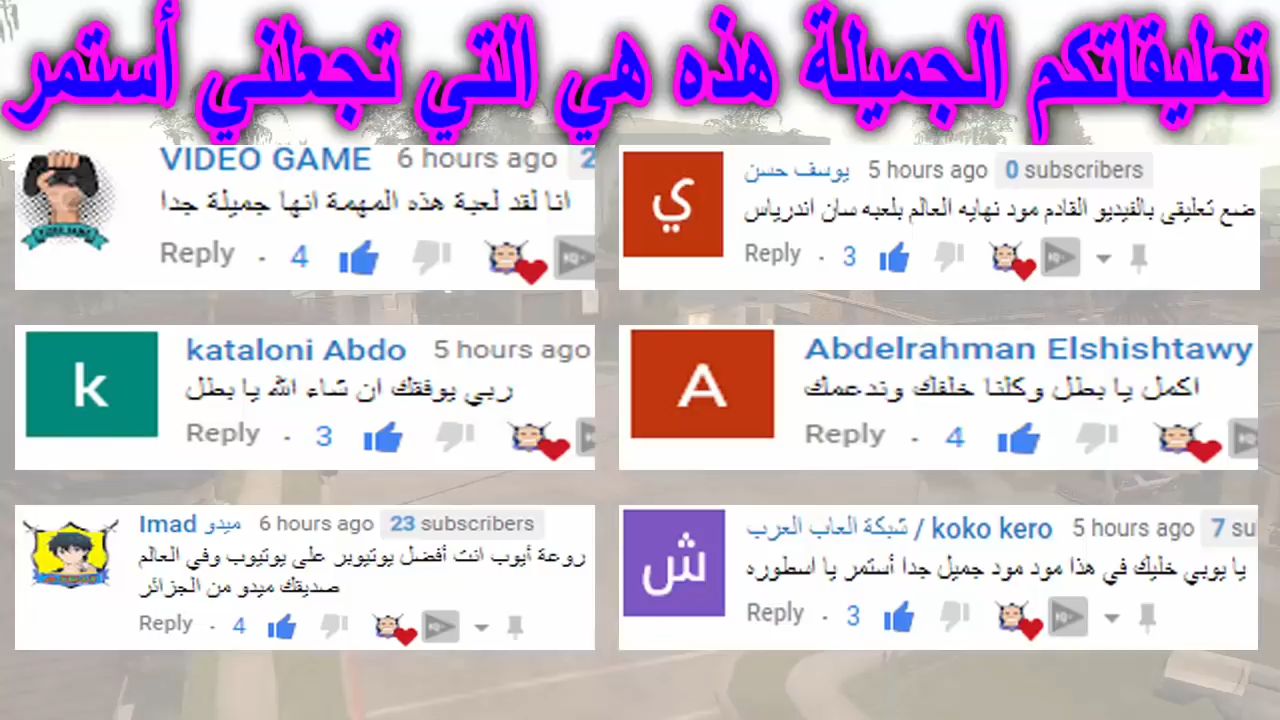 تعليقاتكم الجميلة هذه هي التي تجعلني أستمر
VIDEO GAME 6 hours ago 2
انا لقد لعبة هذه المهمة انها جميلة جدا
Reply · 4
ي
يوسف حسن 5 hours ago 0 subscribers
ضع تعليقى بالفيديو القادم مود نهايه العالم بلعبه سان اندرياس
Reply · 3
k
kataloni Abdo 5 hours ago
ربي يوفقك ان شاء الله يا بطل
Reply · 3
A
Abdelrahman Elshishtawy
اكمل يا بطل وكلنا خلفك وندعمك
Reply · 4
Imad ميدو 6 hours ago 23 subscribers
روعة أيوب انت أفضل يوتيوبر على يوتيوب وفي العالم
صديقك ميدو من الجزائر
Reply · 4
ش
شبكة العاب العرب / koko kero 5 hours ago 7 su
يا يوبي خليك في هذا مود مود جميل جدا أستمر يا اسطوره
Reply · 3